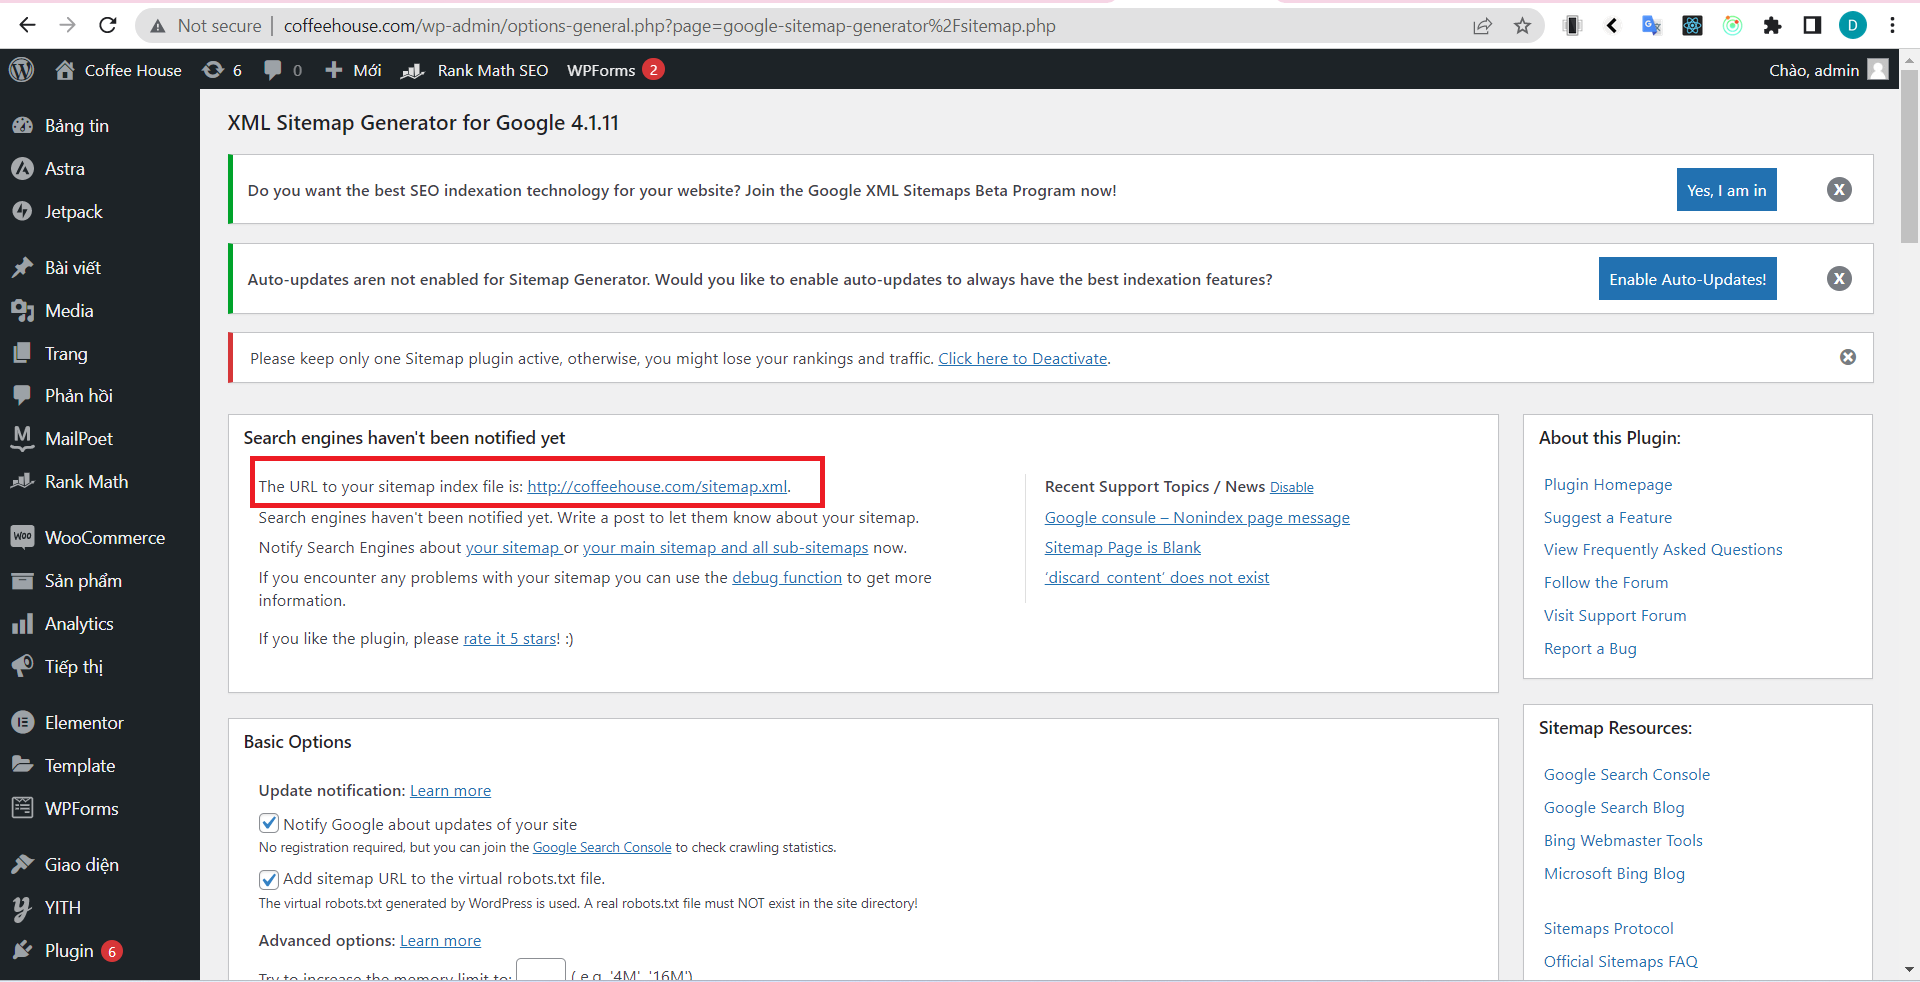 Not secure | coffeehouse.com/wp-admin/options-general.php?page=google-sitemap-generator%2Fsitemap.php
D
Coffee House 6 0 Mới Rank Math SEO WPForms 2
Chào, admin
Bảng tin
Astra
Jetpack
Bài viết
Media
Trang
Phản hồi
MailPoet
Rank Math
WooCommerce
Sản phẩm
Analytics
Tiếp thị
Elementor
Template
WPForms
Giao diện
YITH
Plugin 6
XML Sitemap Generator for Google 4.1.11
Do you want the best SEO indexation technology for your website? Join the Google XML Sitemaps Beta Program now!
Yes, I am in
X
Auto-updates aren not enabled for Sitemap Generator. Would you like to enable auto-updates to always have the best indexation features?
Enable Auto-Updates!
X
Please keep only one Sitemap plugin active, otherwise, you might lose your rankings and traffic. Click here to Deactivate.
Search engines haven't been notified yet
The URL to your sitemap index file is: http://coffeehouse.com/sitemap.xml.
Search engines haven't been notified yet. Write a post to let them know about your sitemap.
Notify Search Engines about your sitemap or your main sitemap and all sub-sitemaps now.
If you encounter any problems with your sitemap you can use the debug function to get more
information.
If you like the plugin, please rate it 5 stars! :)
Recent Support Topics / News Disable
Google consule – Nonindex page message
Sitemap Page is Blank
‘discard_content’ does not exist
Basic Options
Update notification: Learn more
Notify Google about updates of your site
No registration required, but you can join the Google Search Console to check crawling statistics.
Add sitemap URL to the virtual robots.txt file.
The virtual robots.txt generated by WordPress is used. A real robots.txt file must NOT exist in the site directory!
Advanced options: Learn more
Try to increase the memory limit to: (e.g. '4M', '16M')
About this Plugin:
Plugin Homepage
Suggest a Feature
View Frequently Asked Questions
Follow the Forum
Visit Support Forum
Report a Bug
Sitemap Resources:
Google Search Console
Google Search Blog
Bing Webmaster Tools
Microsoft Bing Blog
Sitemaps Protocol
Official Sitemaps FAQ